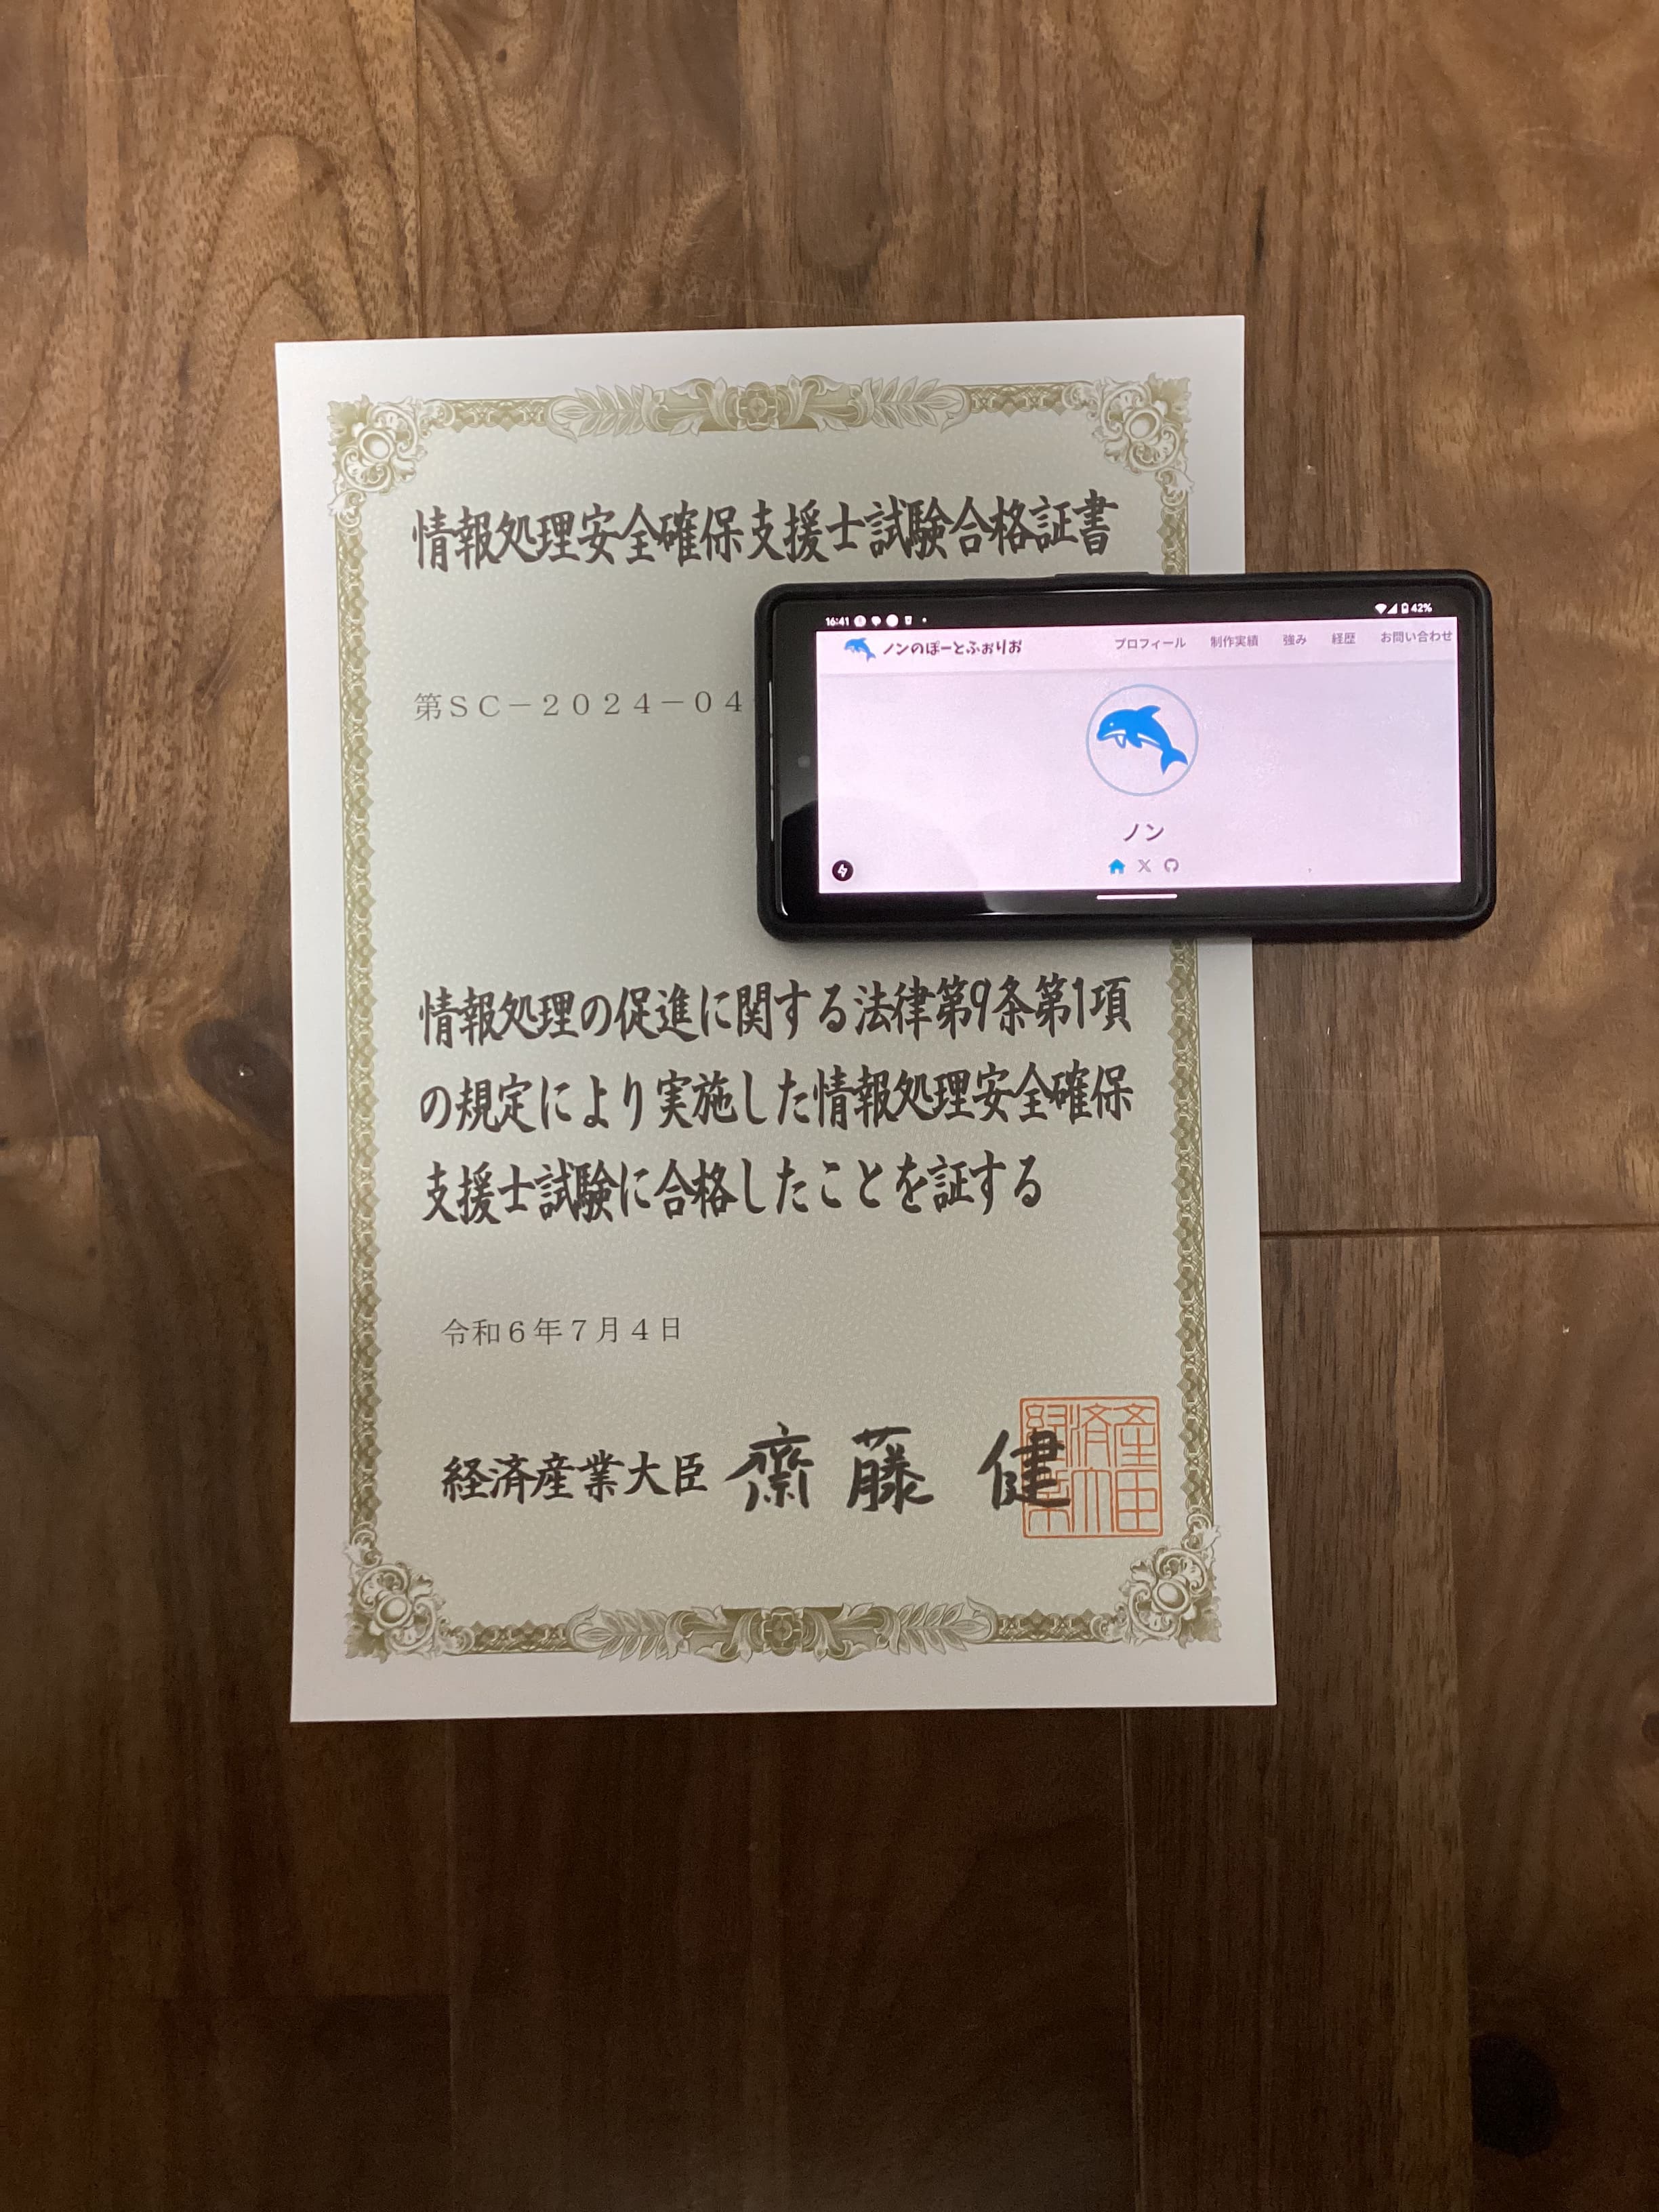 情報処理安全確保支援士試験合格証書
第SC－2024－04
16:41
42%
ノンのぽーとふぉりお
プロフィール 制作実績 強み 経歴 お問い合わせ
ノン
情報処理の促進に関する法律第9条第1項
の規定により実施した情報処理安全確保
支援士試験に合格したことを証する
令和6年7月4日
経済産業大臣 齋藤 健